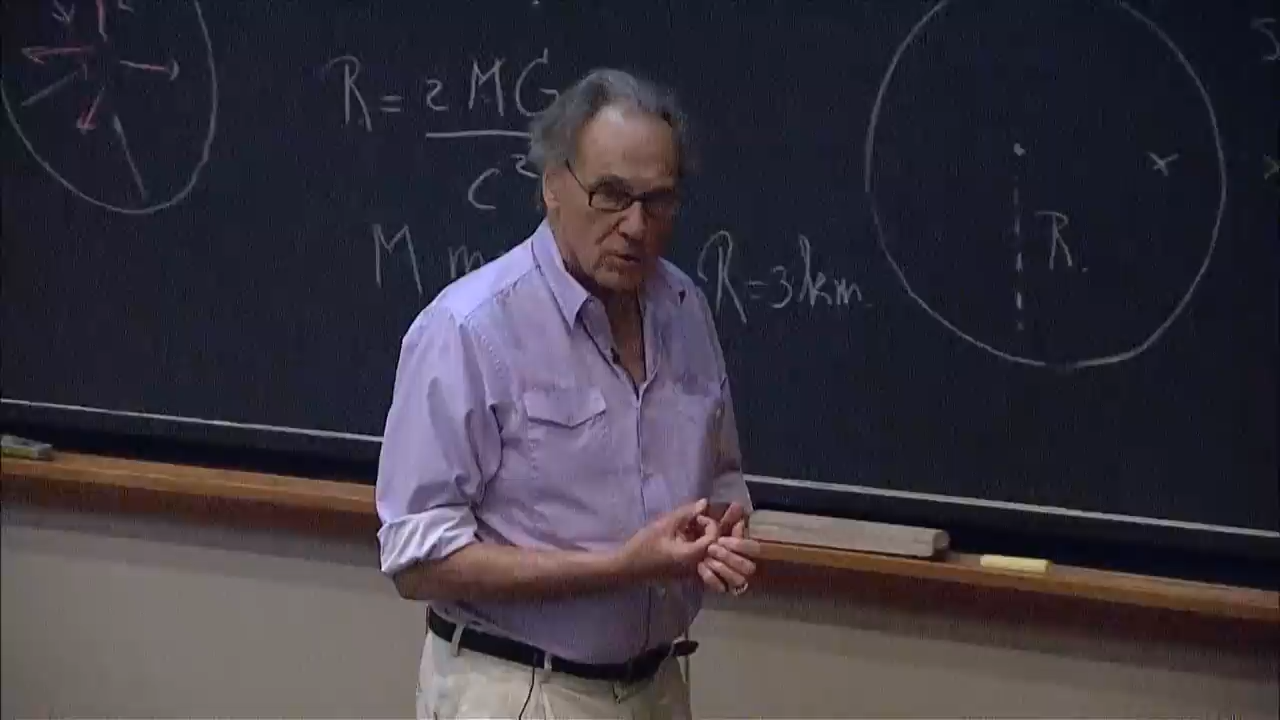 R = 2MG
c²
M m
R = 3km.
R.